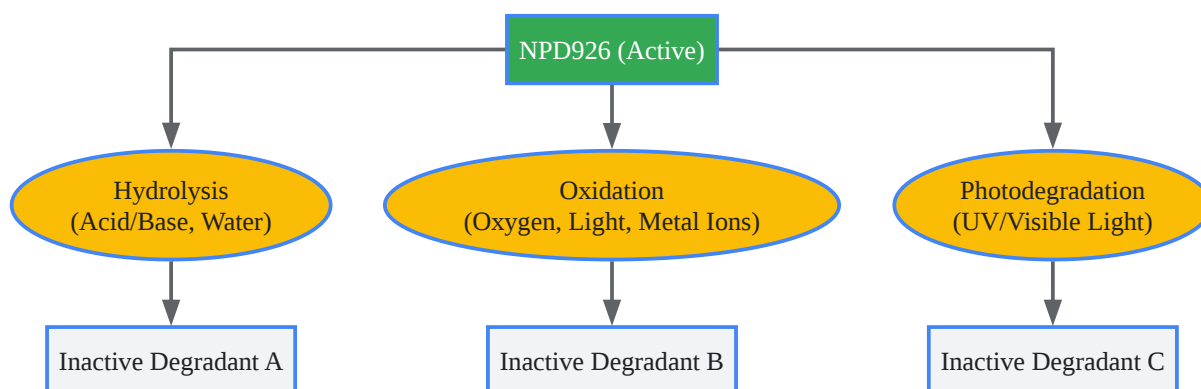 NPD926 (Active)
Hydrolysis
(Acid/Base, Water)
Oxidation
(Oxygen, Light, Metal Ions)
Photodegradation
(UV/Visible Light)
Inactive Degradant A
Inactive Degradant B
Inactive Degradant C